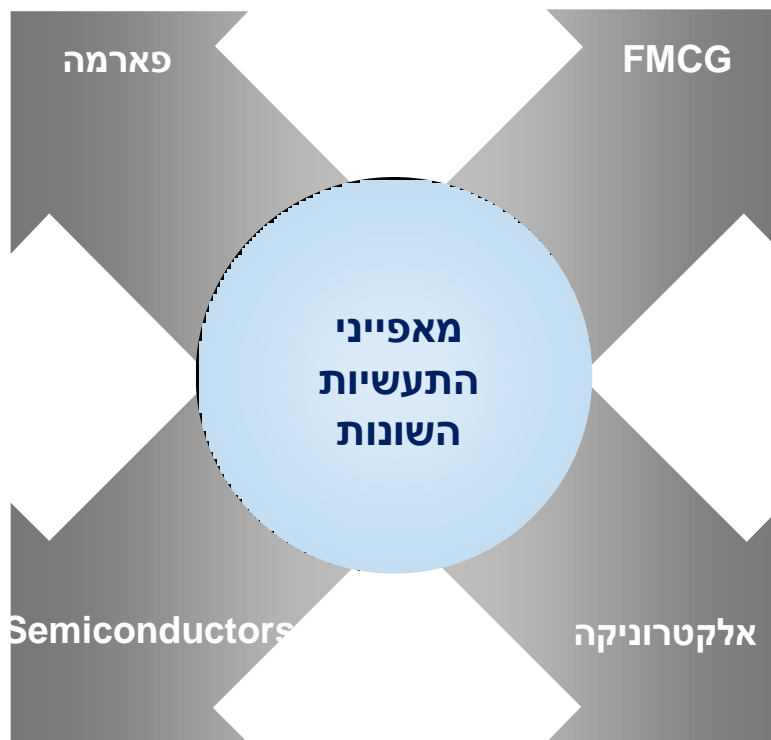 פארמה
FMCG
מאפייני
התעשיות
השונות
Semiconductors
אלקטרוניקה